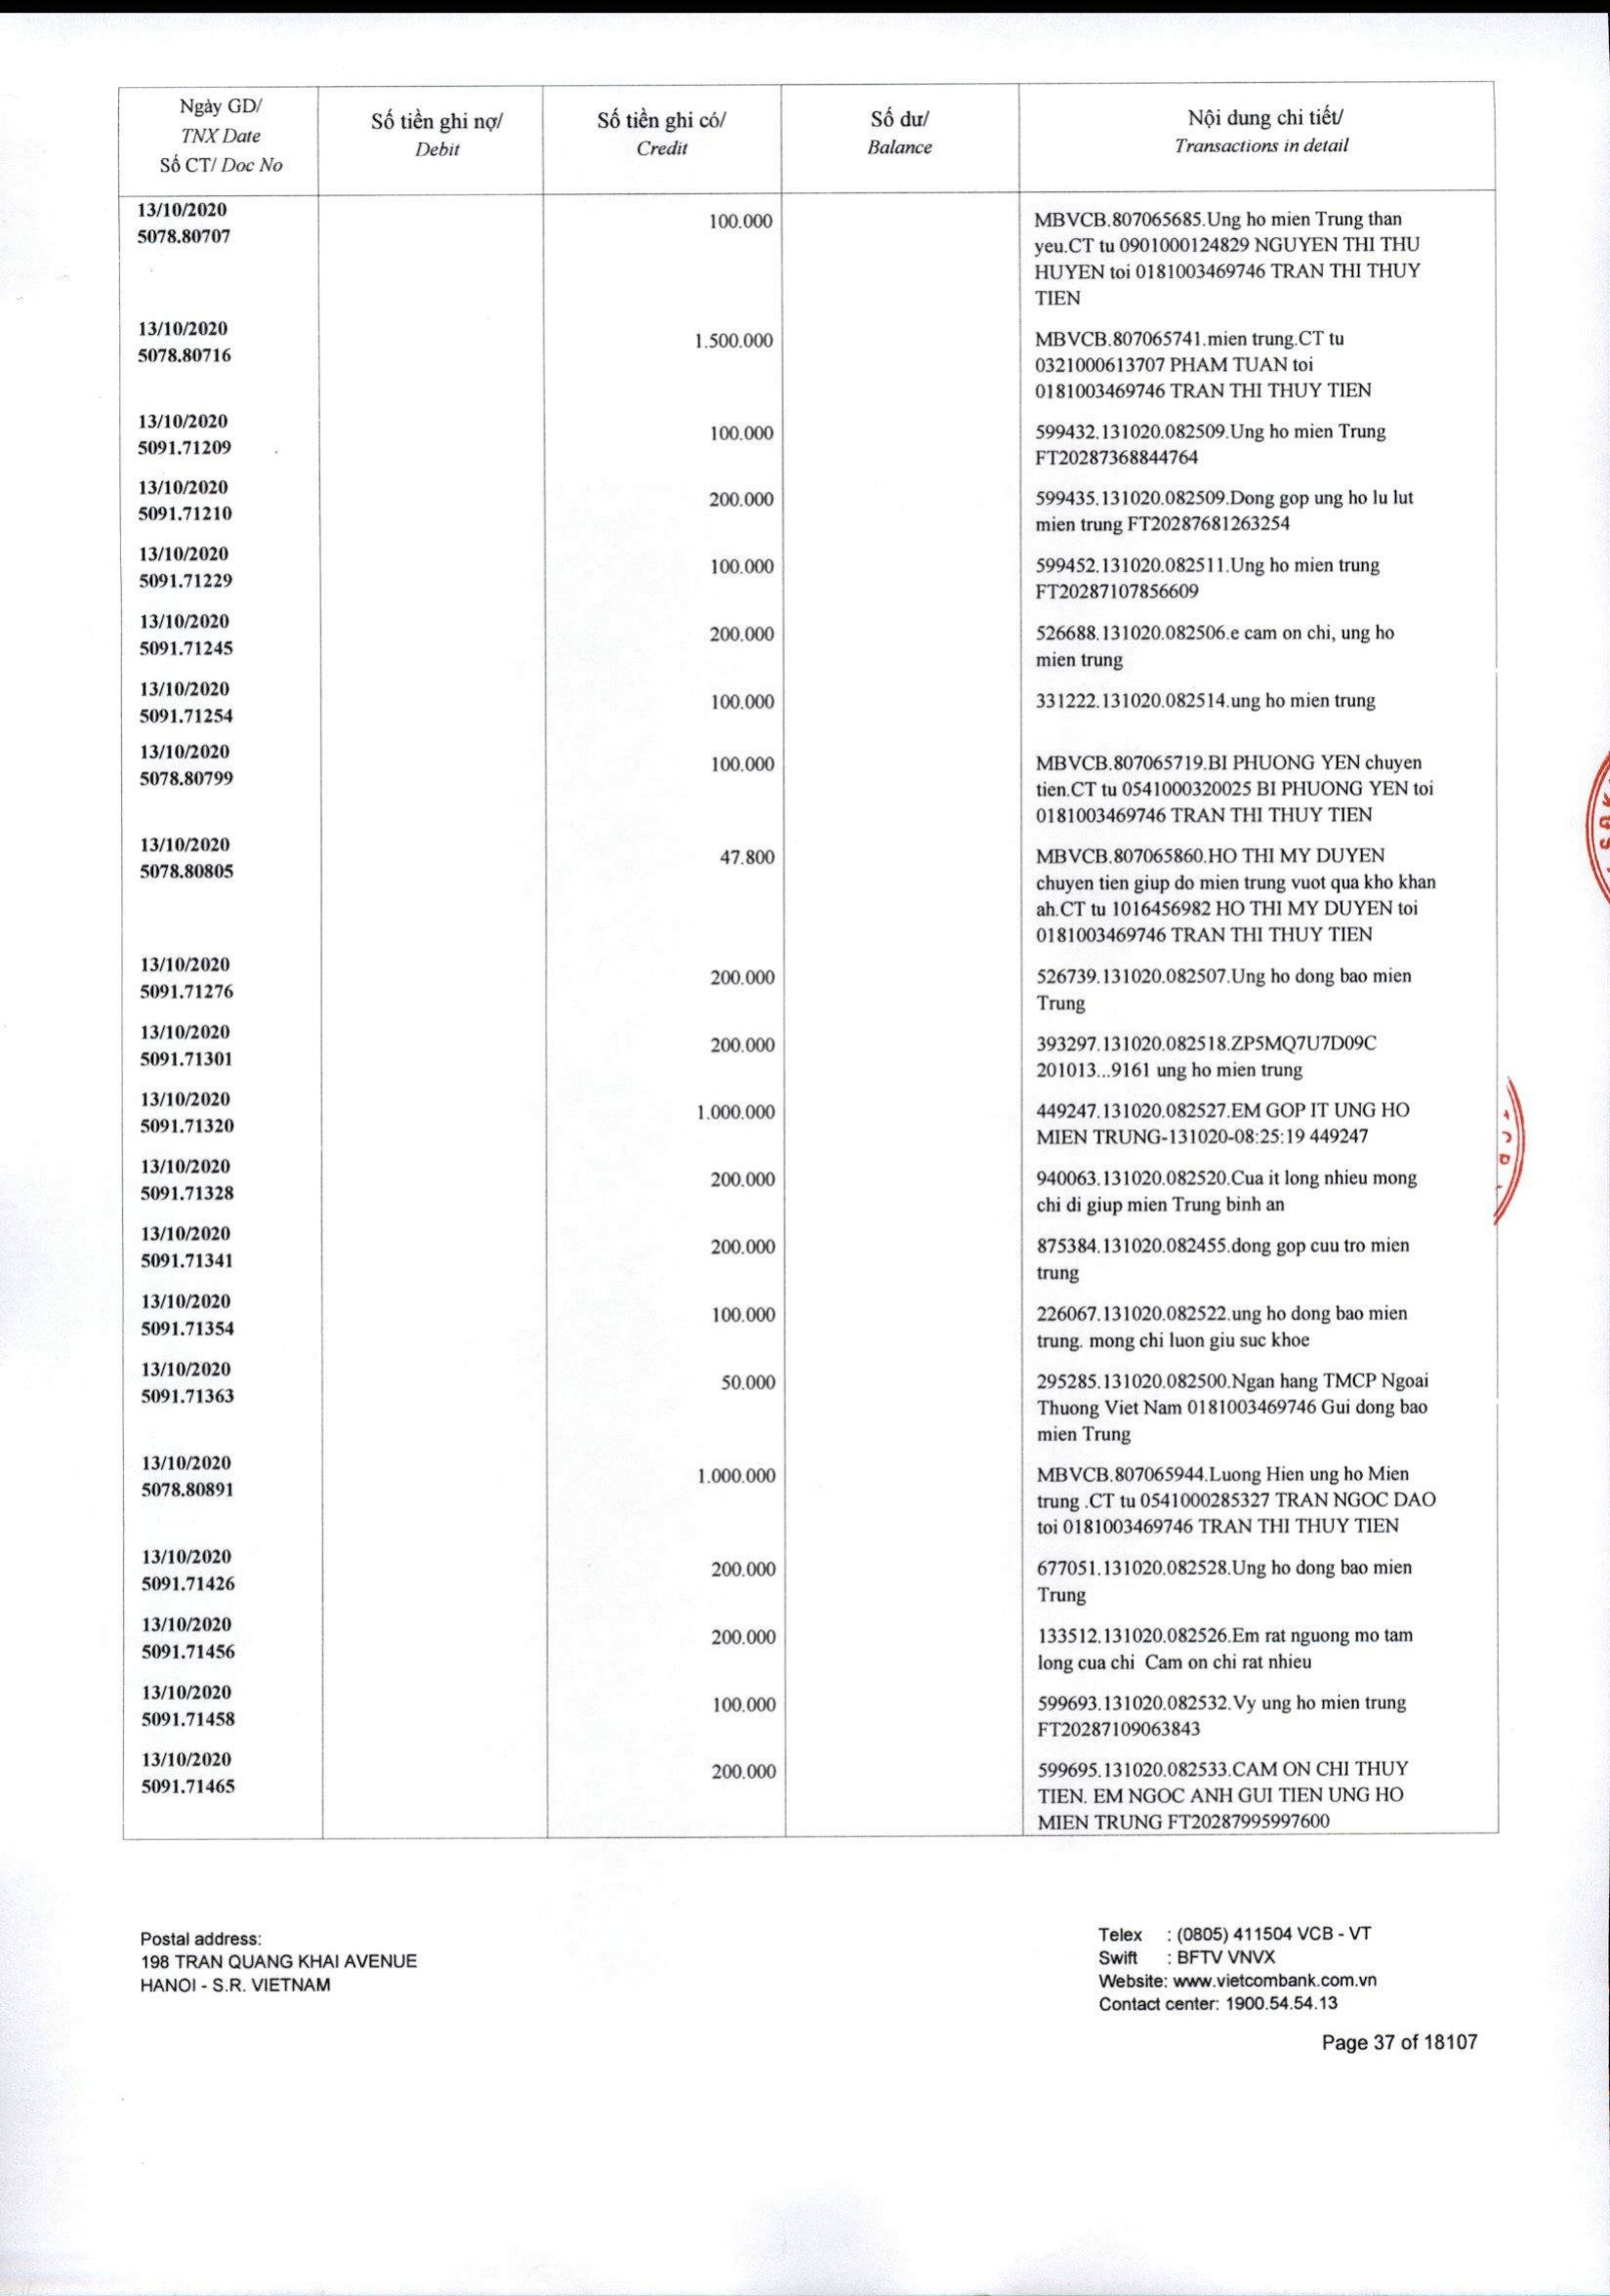 Ngày GD/
TNX Date
Số CT/ Doc No
Số tiền ghi nợ/
Debit
Số tiền ghi có/
Credit
Số dư/
Balance
Nội dung chi tiết/
Transactions in detail
13/10/2020
5078.80707
100.000
MBVCB.807065685.Ung ho mien Trung than
yeu.CT tu 0901000124829 NGUYEN THI THU
HUYEN toi 0181003469746 TRAN THI THUY
TIEN
13/10/2020
5078.80716
1.500.000
MBVCB.807065741.mien trung.CT tu
0321000613707 PHAM TUAN toi
0181003469746 TRAN THI THUY TIEN
13/10/2020
5091.71209
100.000
599432.131020.082509.Ung ho mien Trung
FT20287368844764
13/10/2020
5091.71210
200.000
599435.131020.082509.Dong gop ung ho lu lut
mien trung FT20287681263254
13/10/2020
5091.71229
100.000
599452.131020.082511.Ung ho mien trung
FT20287107856609
13/10/2020
5091.71245
200.000
526688.131020.082506.e cam on chi, ung ho
mien trung
13/10/2020
5091.71254
100.000
331222.131020.082514.ung ho mien trung
13/10/2020
5078.80799
100.000
MBVCB.807065719.BI PHUONG YEN chuyen
tien.CT tu 0541000320025 BI PHUONG YEN toi
0181003469746 TRAN THI THUY TIEN
13/10/2020
5078.80805
47.800
MBVCB.807065860.HO THI MY DUYEN
chuyen tien giup do mien trung vuot qua kho khan
ah.CT tu 1016456982 HO THI MY DUYEN toi
0181003469746 TRAN THI THUY TIEN
13/10/2020
5091.71276
200.000
526739.131020.082507.Ung ho dong bao mien
Trung
13/10/2020
5091.71301
200.000
393297.131020.082518.ZP5MQ7U7D09C
201013...9161 ung ho mien trung
13/10/2020
5091.71320
1.000.000
449247.131020.082527.EM GOP IT UNG HO
MIEN TRUNG-131020-08:25:19 449247
13/10/2020
5091.71328
200.000
940063.131020.082520.Cua it long nhieu mong
chi di giup mien Trung binh an
13/10/2020
5091.71341
200.000
875384.131020.082455.dong gop cuu tro mien
trung
13/10/2020
5091.71354
100.000
226067.131020.082522.ung ho dong bao mien
trung. mong chi luon giu suc khoe
13/10/2020
5091.71363
50.000
295285.131020.082500.Ngan hang TMCP Ngoai
Thuong Viet Nam 0181003469746 Gui dong bao
mien Trung
13/10/2020
5078.80891
1.000.000
MBVCB.807065944.Luong Hien ung ho Mien
trung .CT tu 0541000285327 TRAN NGOC DAO
toi 0181003469746 TRAN THI THUY TIEN
13/10/2020
5091.71426
200.000
677051.131020.082528.Ung ho dong bao mien
Trung
13/10/2020
5091.71456
200.000
133512.131020.082526.Em rat nguong mo tam
long cua chi  Cam on chi rat nhieu
13/10/2020
5091.71458
100.000
599693.131020.082532.Vy ung ho mien trung
FT20287109063843
13/10/2020
5091.71465
200.000
599695.131020.082533.CAM ON CHI THUY
TIEN. EM NGOC ANH GUI TIEN UNG HO
MIEN TRUNG FT20287995997600
Postal address:
198 TRAN QUANG KHAI AVENUE
HANOI - S.R. VIETNAM
Telex : (0805) 411504 VCB - VT
Swift : BFTV VNVX
Website: www.vietcombank.com.vn
Contact center: 1900.54.54.13
Page 37 of 18107